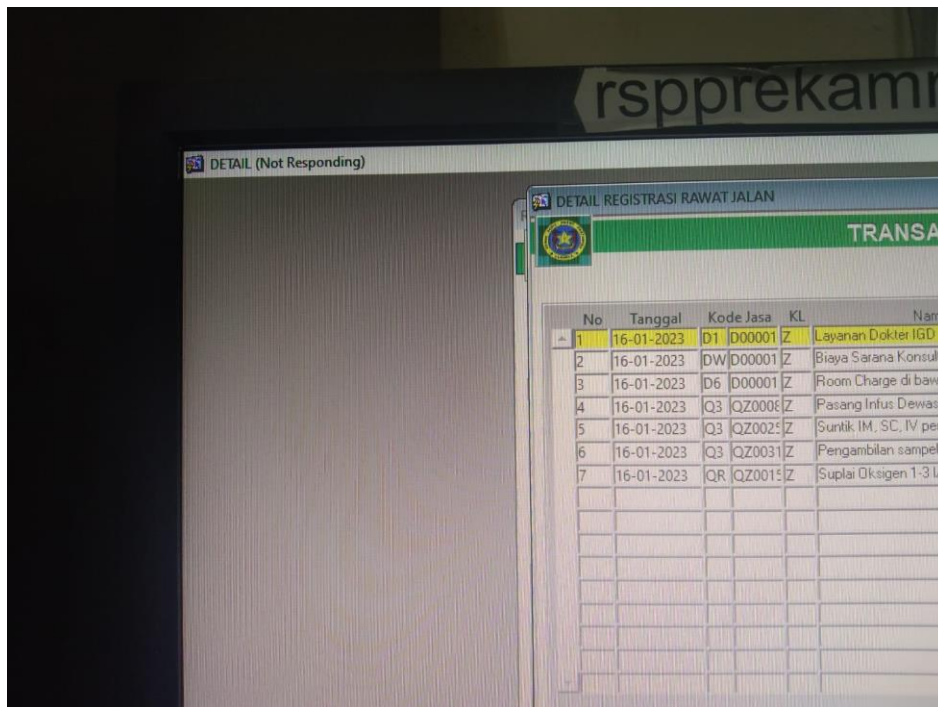 rspprekamr
DETAIL (Not Responding)
DETAIL REGISTRASI RAWAT JALAN
TRANSA
No Tanggal Kode Jasa KL Nam
1 16-01-2023 D1 D00001 Z Layanan Dokter IGD
2 16-01-2023 DW D00001 Z Biaya Sarana Konsul
3 16-01-2023 D6 D00001 Z Room Charge di baw
4 16-01-2023 Q3 QZ0008 Z Pasang Infus Dewas
5 16-01-2023 Q3 QZ0025 Z Suntik IM, SC, IV pe
6 16-01-2023 Q3 QZ0031 Z Pengambilan sampel
7 16-01-2023 QR QZ0015 Z Suplai Oksigen 1-3